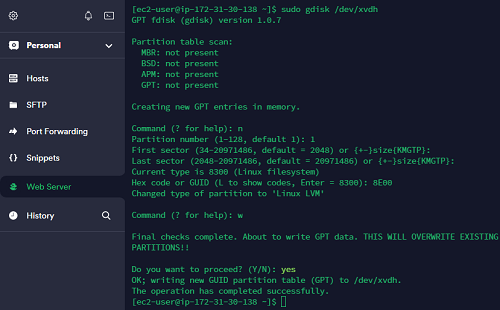 Personal
Hosts
SFTP
Port Forwarding
{} Snippets
Web Server
History
[ec2-user@ip-172-31-30-138 ~]$ sudo gdisk /dev/xvdh
GPT fdisk (gdisk) version 1.0.7
Partition table scan:
MBR: not present
BSD: not present
APM: not present
GPT: not present
Creating new GPT entries in memory.
Command (? for help): n
Partition number (1-128, default 1): 1
First sector (34-20971486, default = 2048) or {+-}size{KMGTP}:
Last sector (2048-20971486, default = 20971486) or {+-}size{KMGTP}:
Current type is 8300 (Linux filesystem)
Hex code or GUID (L to show codes, Enter = 8300): 8E00
Changed type of partition to 'Linux LVM'
Command (? for help): w
Final checks complete. About to write GPT data. THIS WILL OVERWRITE EXISTING
PARTITIONS!!
Do you want to proceed? (Y/N): yes
OK; writing new GUID partition table (GPT) to /dev/xvdh.
The operation has completed successfully.
[ec2-user@ip-172-31-30-138 ~]$